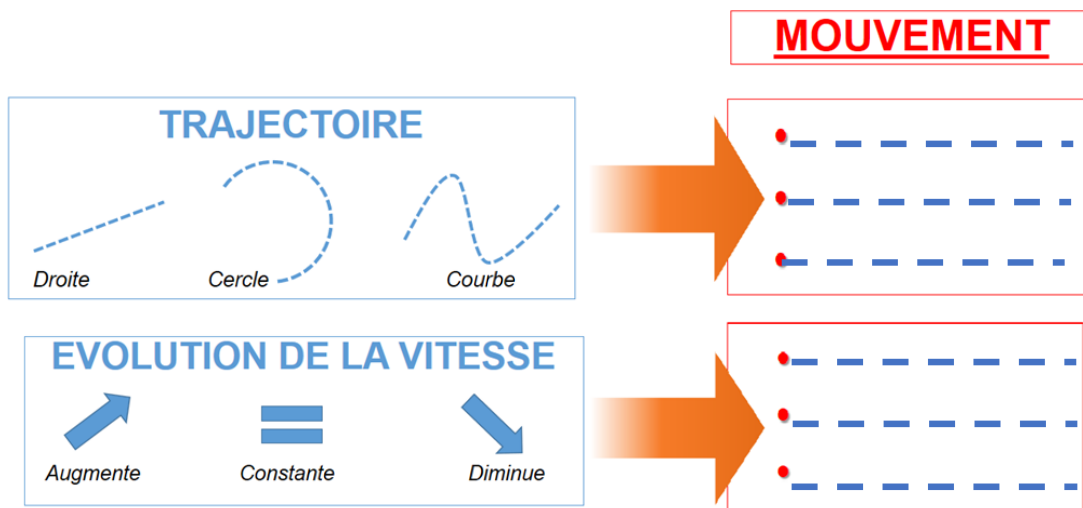 MOUVEMENT
TRAJECTOIRE
Droite
Cercle
Courbe
EVOLUTION DE LA VITESSE
Augmente
Constante
Diminue